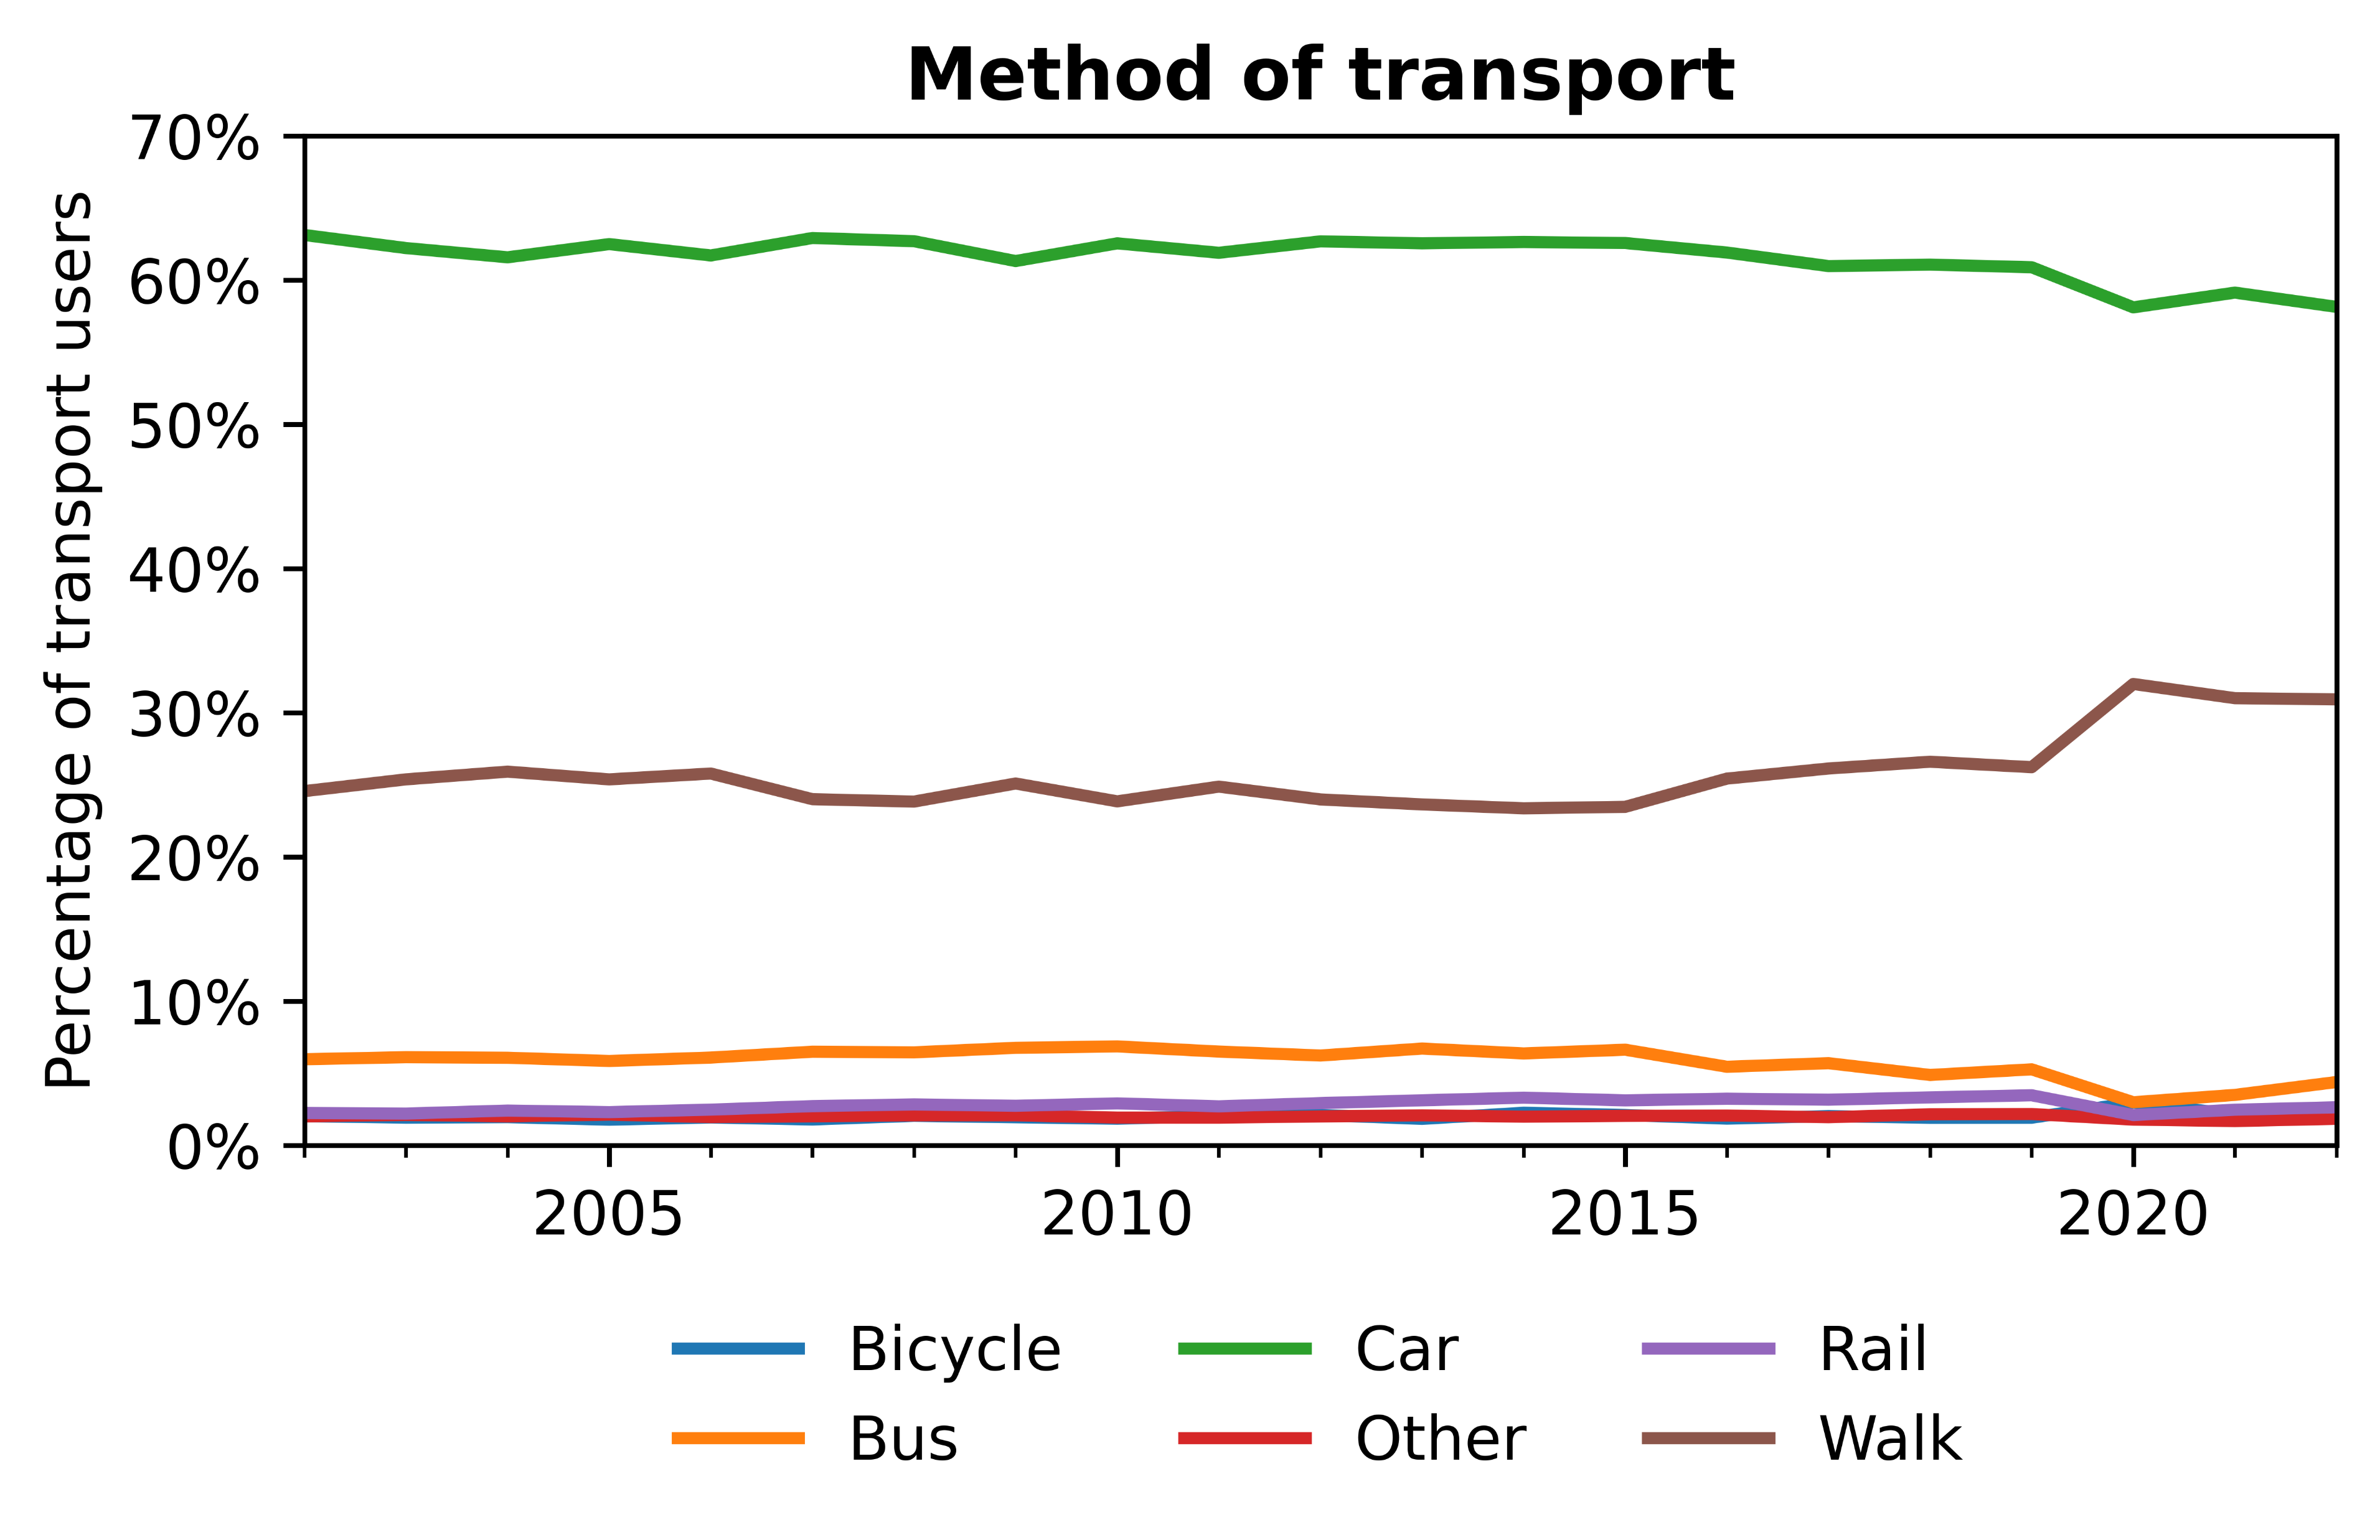 Method of transport
Percentage of transport users
70%
60%
50%
40%
30%
20%
10%
0%
2005 2010 2015 2020
Bicycle Car Rail
Bus Other Walk